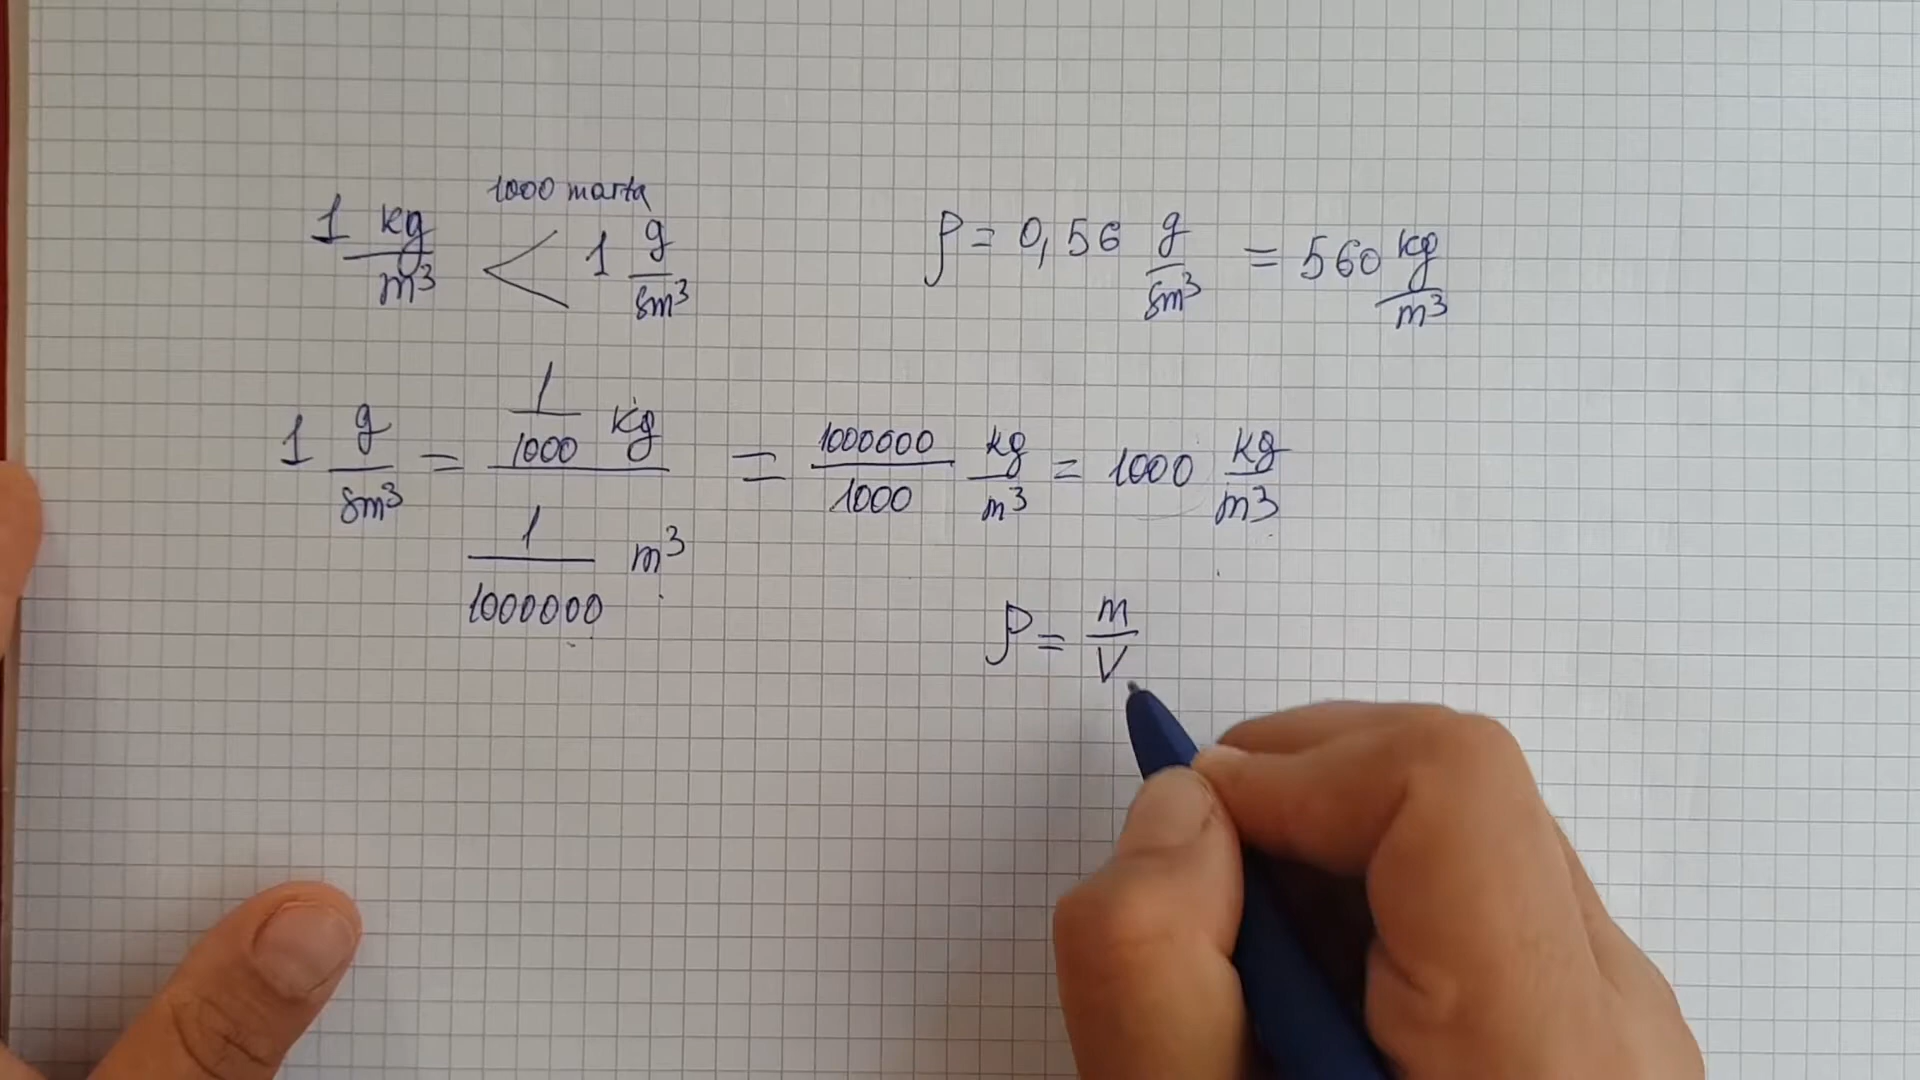 1000 marta
1 kg/m³ < 1 g/sm³
ρ = 0,56 g/sm³ = 560 kg/m³
1 g/sm³ = (1/1000 kg)/(1/1000000 m³) = 1000000/1000 kg/m³ = 1000 kg/m³
ρ = m/V